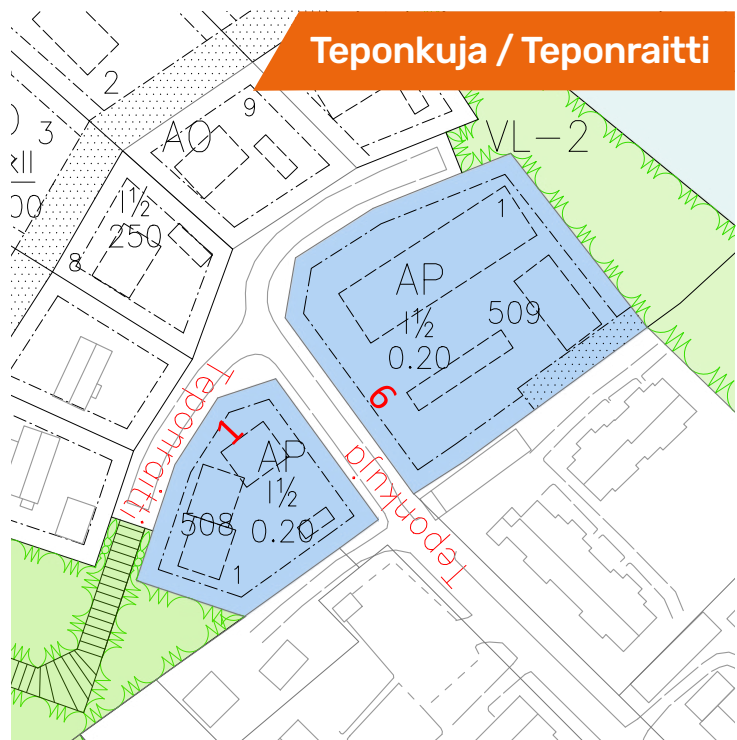 Teponkuja / Teponraitti
2
9
3
AO
VL-2
I½
250
8
1
AP
I½
0.20
509
6
Teponraitti
Teponkuja
1
AP
I½
0.20
508
1